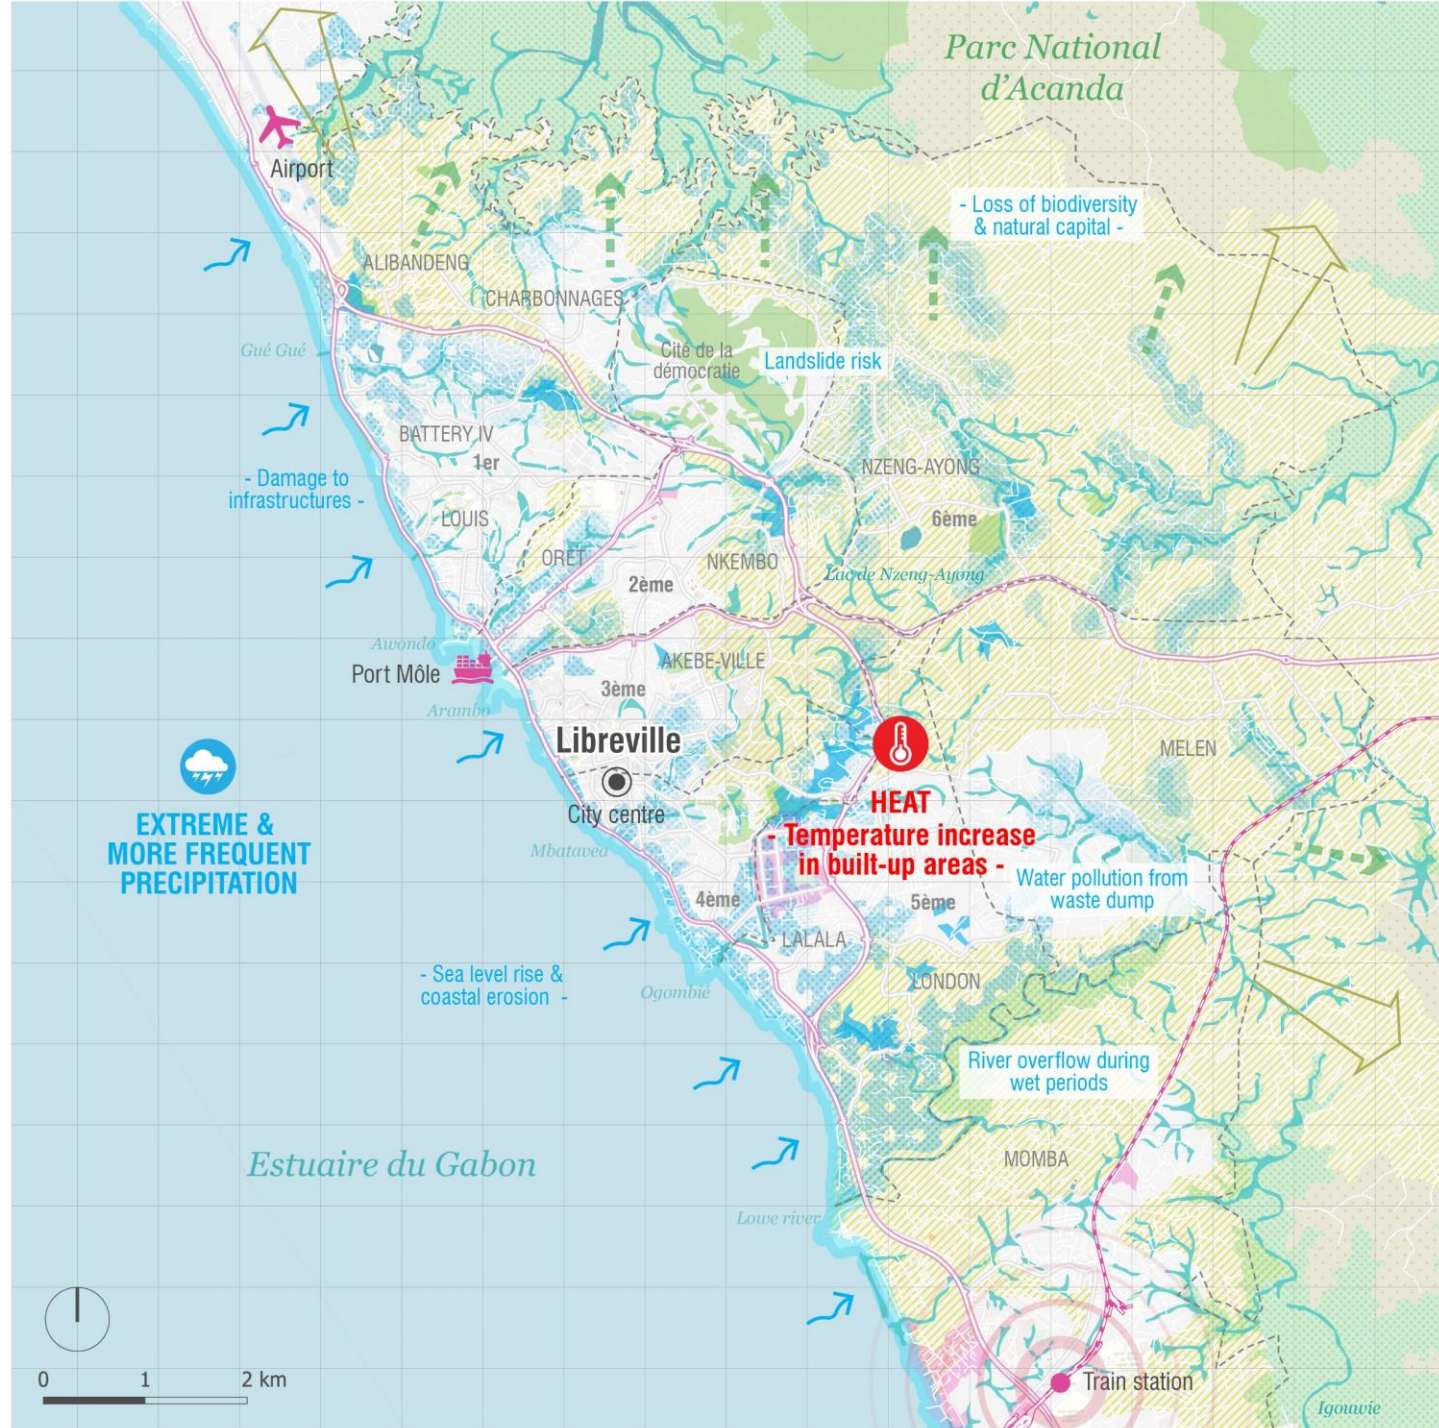 Parc National
d'Acanda
Airport
- Loss of biodiversity
& natural capital -
ALIBANDENG
CHARBONNAGES
Gué Gué
Cité de la
démocratie
Landslide risk
BATTERY IV
1er
- Damage to
infrastructures -
NZENG-AYONG
LOUIS
6ème
ORET
NKEMBO
2ème
Lac de Nzeng-Ayong
Awondo
Port Môle
AKEBE-VILLE
3ème
Arambo
Libreville
City centre
MELEN
EXTREME &
MORE FREQUENT
PRECIPITATION
HEAT
- Temperature increase
in built-up areas -
Mbatavea
Water pollution from
waste dump
4ème
5ème
LALALA
- Sea level rise &
coastal erosion -
LONDON
Ogombié
River overflow during
wet periods
Estuaire du Gabon
MOMBA
Lowe river
0 1 2 km
Train station
Igouwie